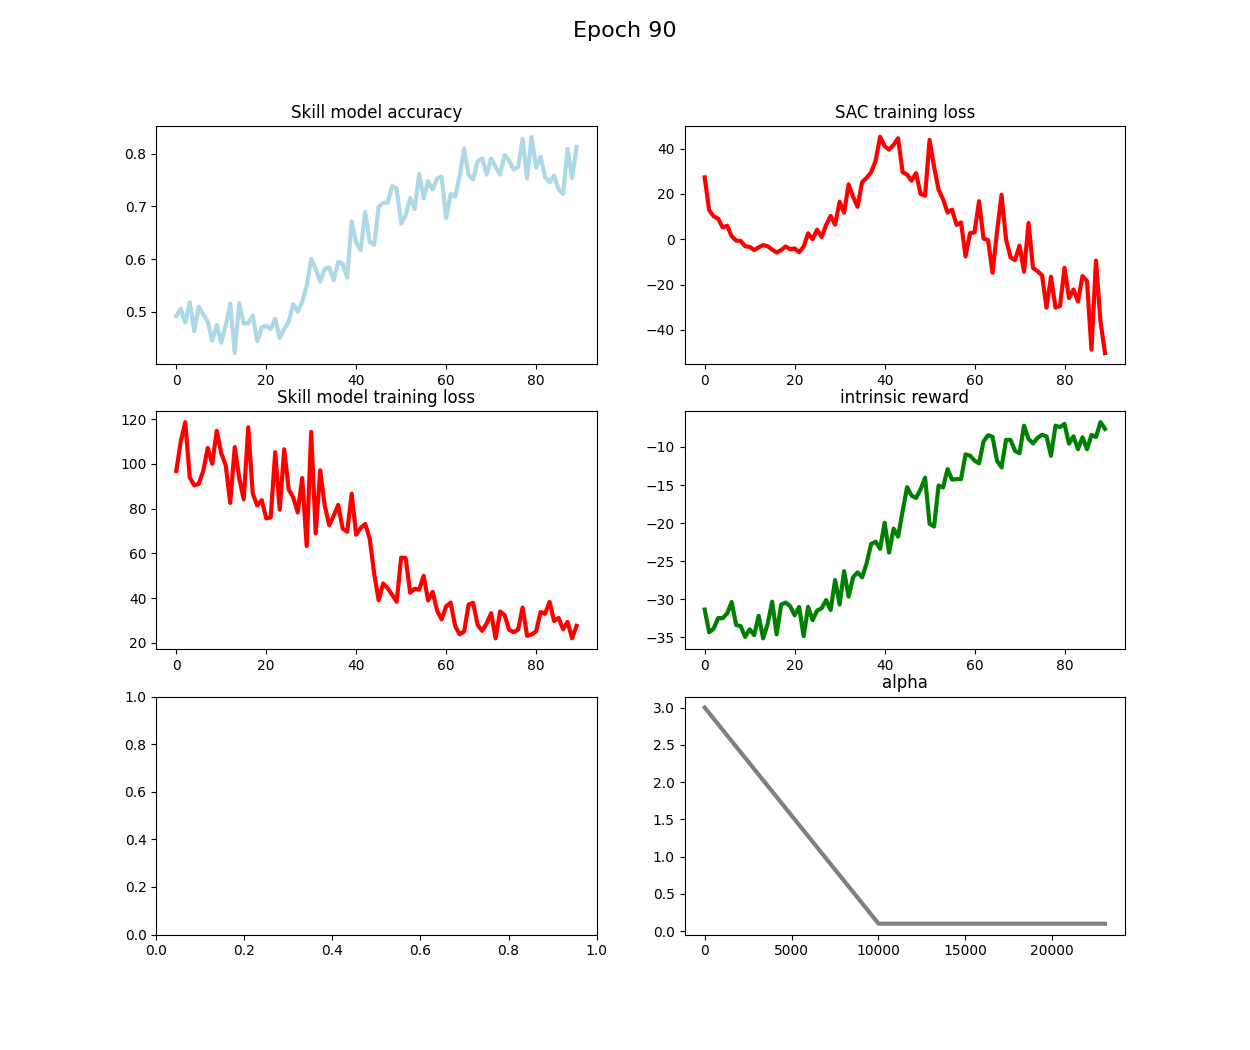 Epoch 90
Skill model accuracy
0.8
0.7
0.6
0.5
0 20 40 60 80
SAC training loss
40
20
0
−20
−40
0 20 40 60 80
Skill model training loss
120
100
80
60
40
20
0 20 40 60 80
intrinsic reward
−10
−15
−20
−25
−30
−35
0 20 40 60 80
1.0
0.8
0.6
0.4
0.2
0.0
0.0 0.2 0.4 0.6 0.8 1.0
alpha
3.0
2.5
2.0
1.5
1.0
0.5
0.0
0 5000 10000 15000 20000